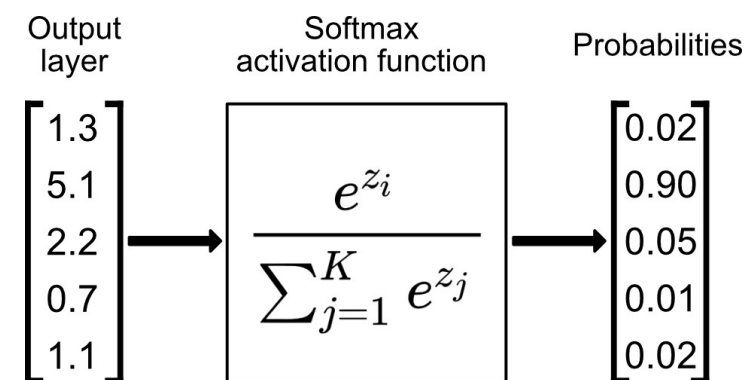 Output
layer
Softmax
activation function
Probabilities
1.3
5.1
2.2
0.7
1.1
e^{z_i}
∑_{j=1}^{K} e^{z_j}
0.02
0.90
0.05
0.01
0.02